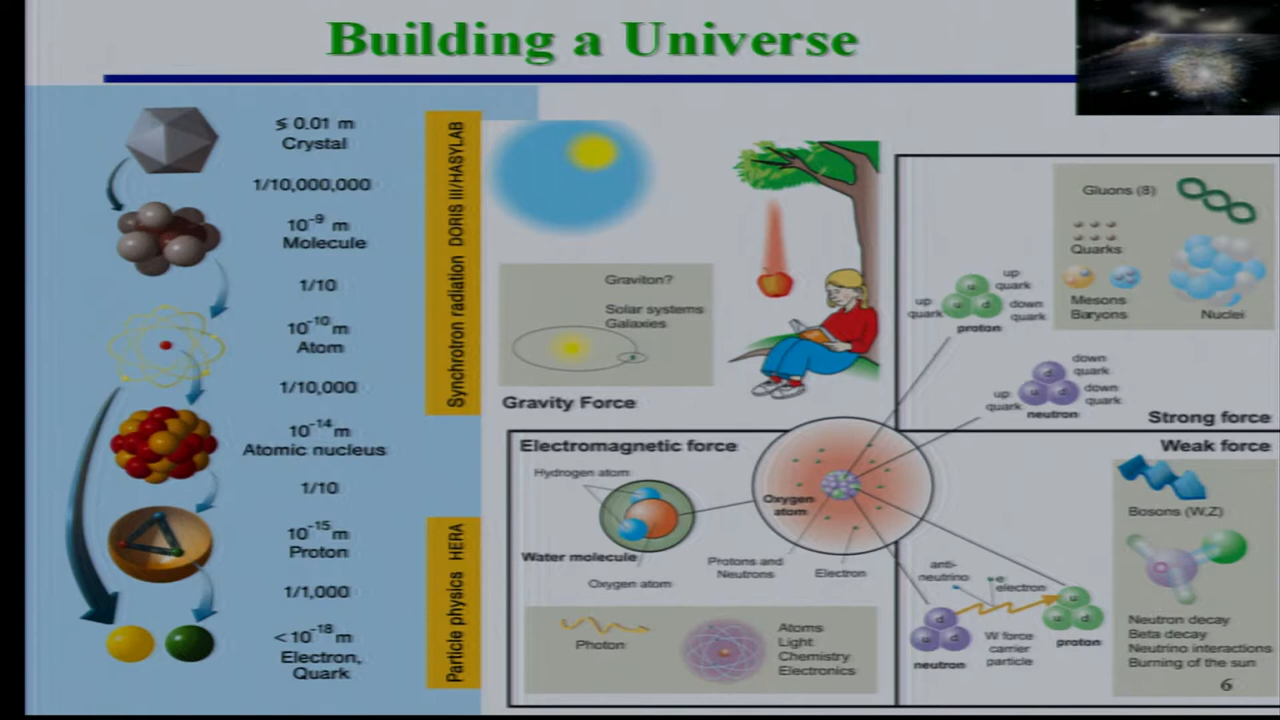 Building a Universe
≤ 0.01 m
Crystal
1/10,000,000
10⁻⁹ m
Molecule
1/10
10⁻¹⁰ m
Atom
1/10,000
10⁻¹⁴ m
Atomic nucleus
1/10
10⁻¹⁵ m
Proton
1/1,000
< 10⁻¹⁸ m
Electron,
Quark
Synchrotron radiation DORIS III/HASYLAB
Particle physics HERA
Graviton?
Solar systems
Galaxies
Gravity Force
Gluons (8)
Quarks
Mesons
Baryons
Nuclei
up
quark
u
up
quark
u
d
down
quark
proton
down
quark
d
up
quark
u
d
down
quark
neutron
Strong force
Electromagnetic force
Hydrogen atom
Water molecule
Oxygen atom
Oxygen
atom
Protons and
Neutrons
Electron
Photon
Atoms
Light
Chemistry
Electronics
Weak force
Bosons (W,Z)
anti-
neutrino
e
electron
d
u
d
neutron
W force
carrier
particle
u
u
d
proton
Neutron decay
Beta decay
Neutrino interactions
Burning of the sun
6